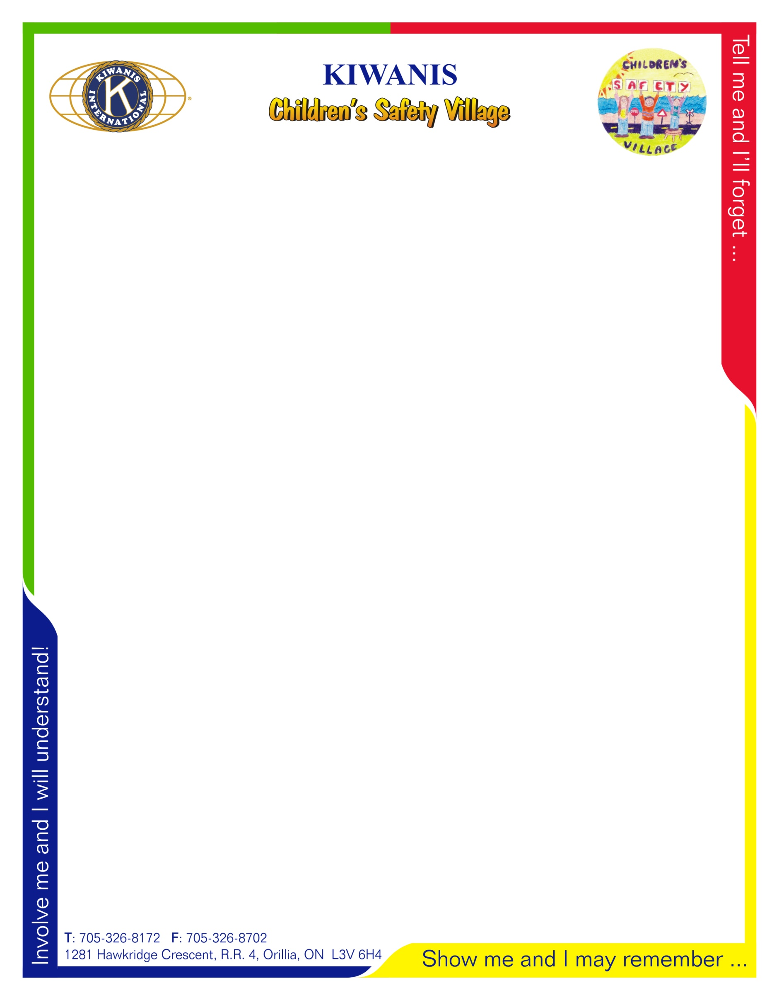 KIWANIS
INTERNATIONAL
®
KIWANIS
Children's Safety Village
CHILDREN'S
SAFETY
VILLAGE
Tell me and I'll forget ...
Involve me and I will understand!
T: 705-326-8172 F: 705-326-8702
1281 Hawkridge Crescent, R.R. 4, Orillia, ON L3V 6H4
Show me and I may remember ...